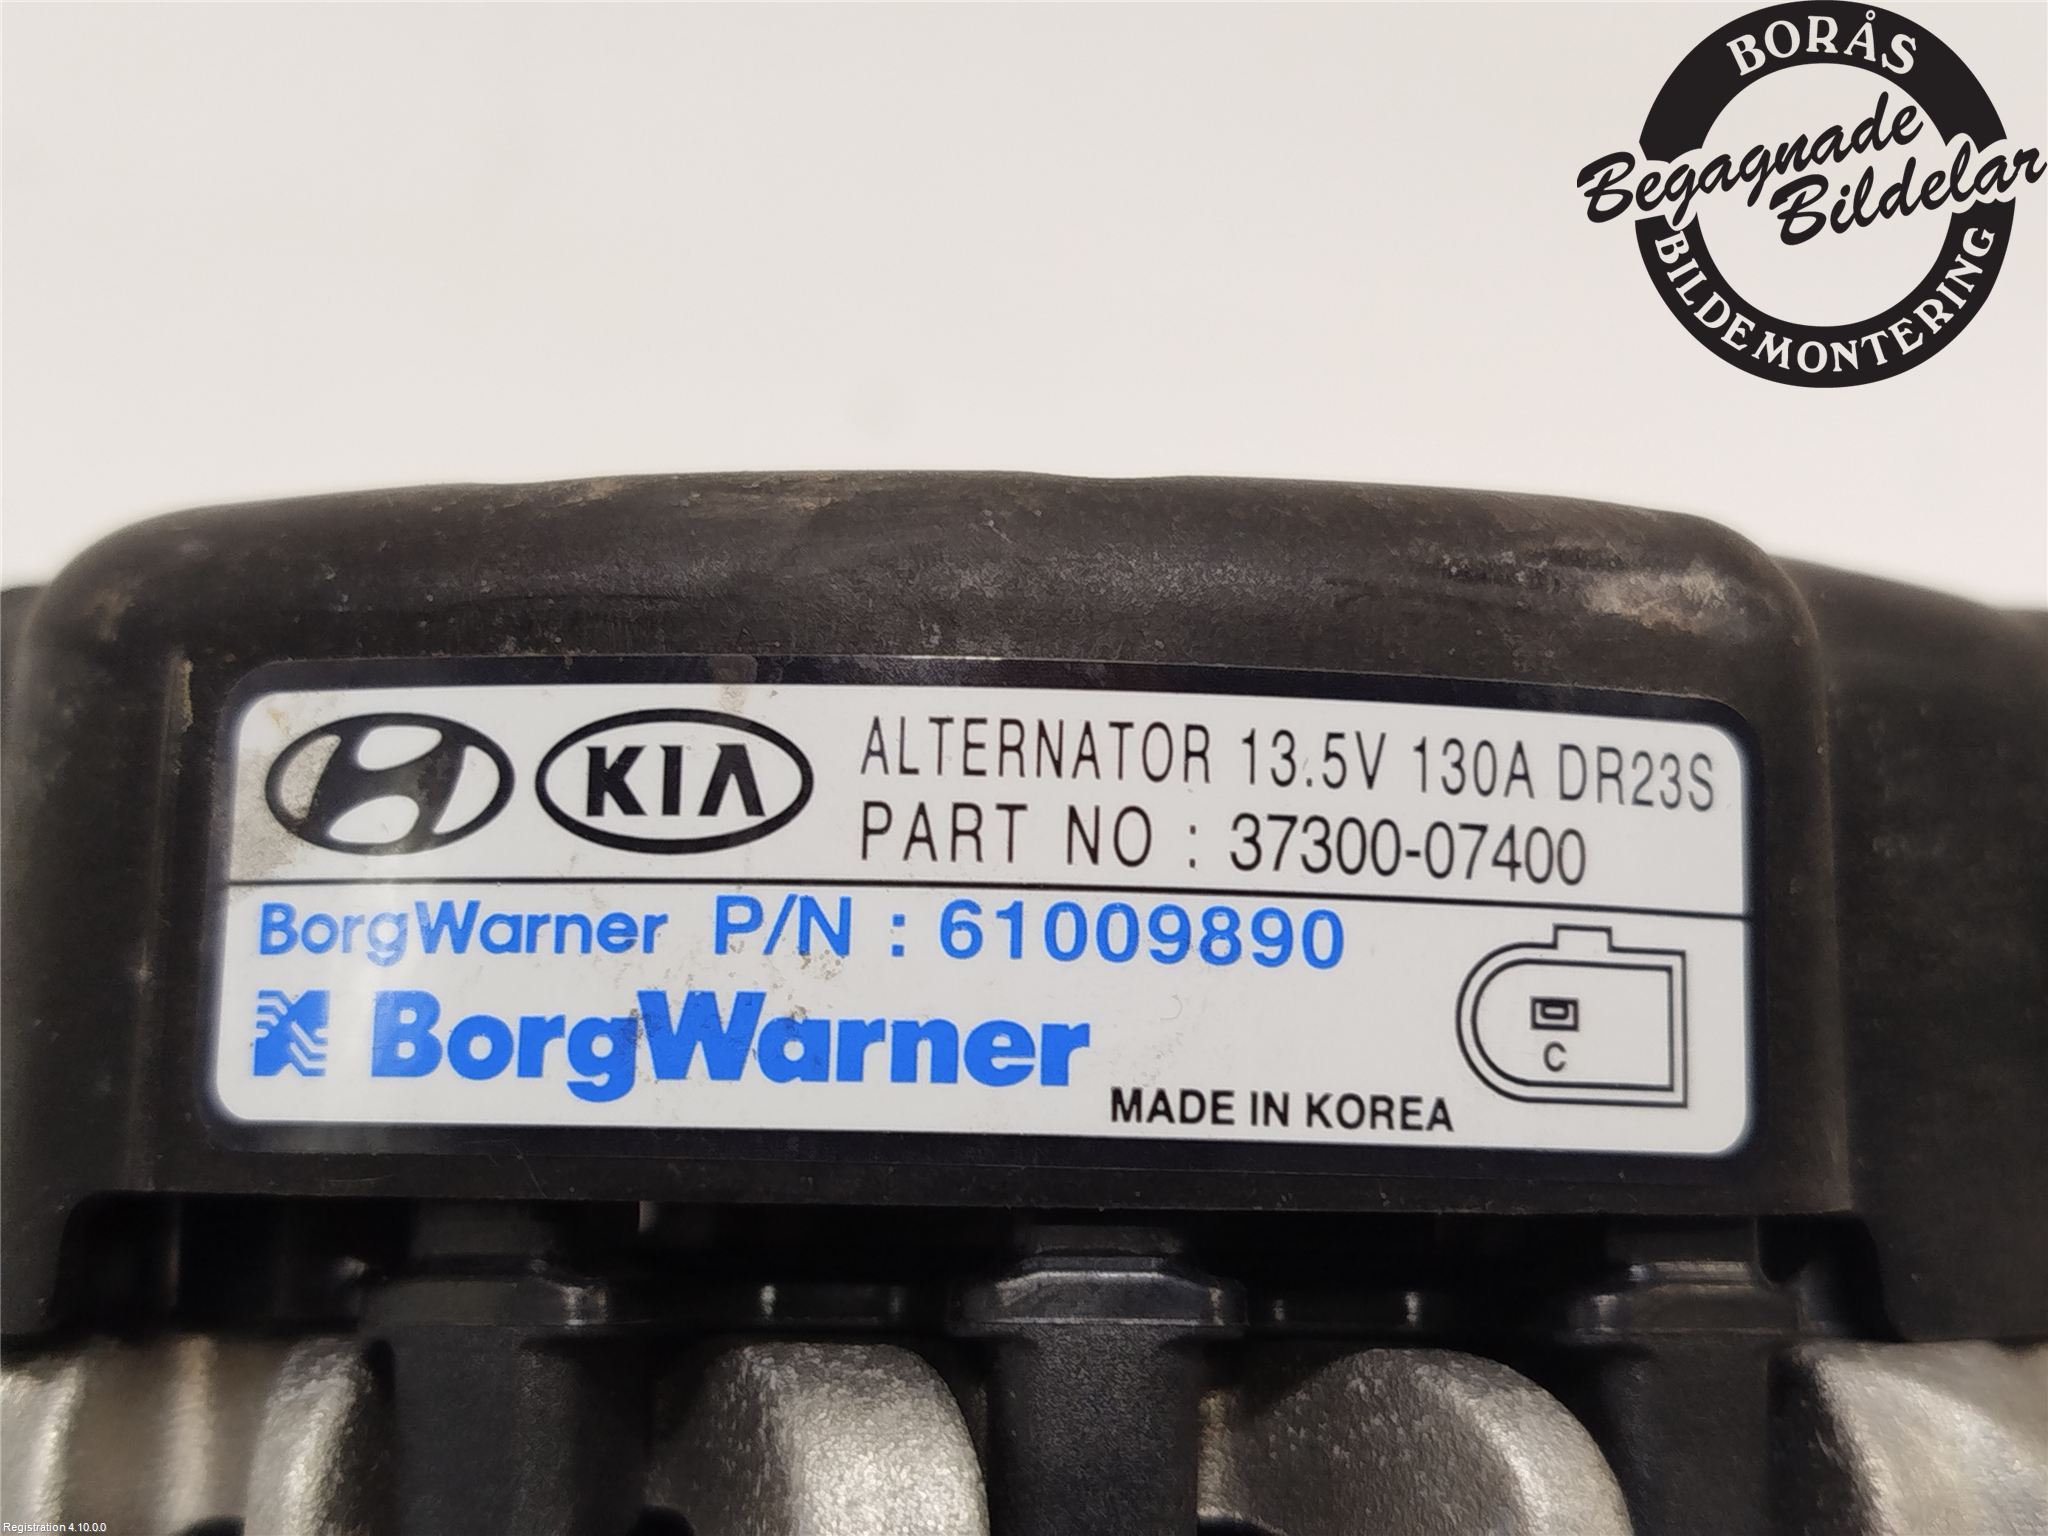 BORÅS
Begagnade
Bildelar
BILDEMONTERING
KIA
ALTERNATOR 13.5V 130A DR23S
PART NO : 37300-07400
BorgWarner P/N : 61009890
BorgWarner
C
MADE IN KOREA
Registration 4.10.0.0